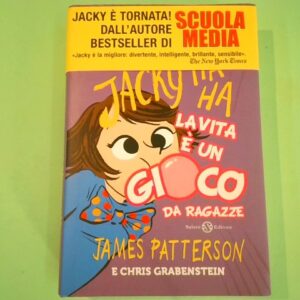 JACKY È TORNATA!
DALL'AUTORE
BESTSELLER DI
SCUOLA
MEDIA
«Jacky è la migliore: divertente, intelligente, brillante, sensibile».
The New York Times
JACKY HA
HA
LA VITA
È UN
GIOCO
DA RAGAZZE
Salani Editore
JAMES PATTERSON
E CHRIS GRABENSTEIN